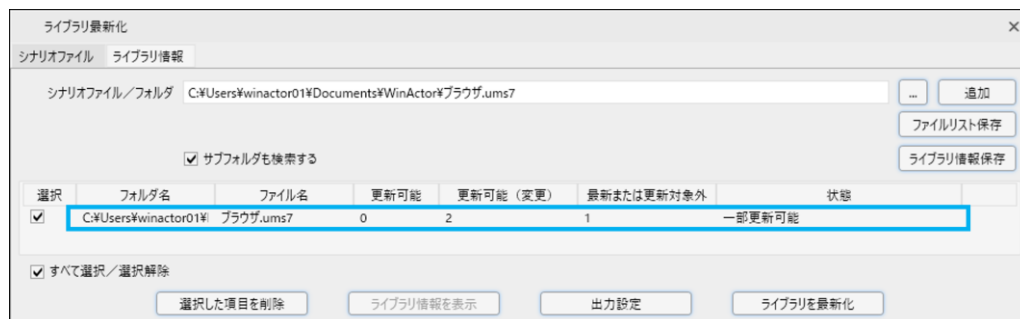 ライブラリ最新化 ×
シナリオファイル ライブラリ情報
シナリオファイル／フォルダ C:¥Users¥winactor01¥Documents¥WinActor¥ブラウザ.ums7 ... 追加
ファイルリスト保存
サブフォルダも検索する ライブラリ情報保存
選択 フォルダ名 ファイル名 更新可能 更新可能（変更） 最新または更新対象外 状態
C:¥Users¥winactor01¥ ブラウザ.ums7 0 2 1 一部更新可能
すべて選択／選択解除
選択した項目を削除 ライブラリ情報を表示 出力設定 ライブラリを最新化